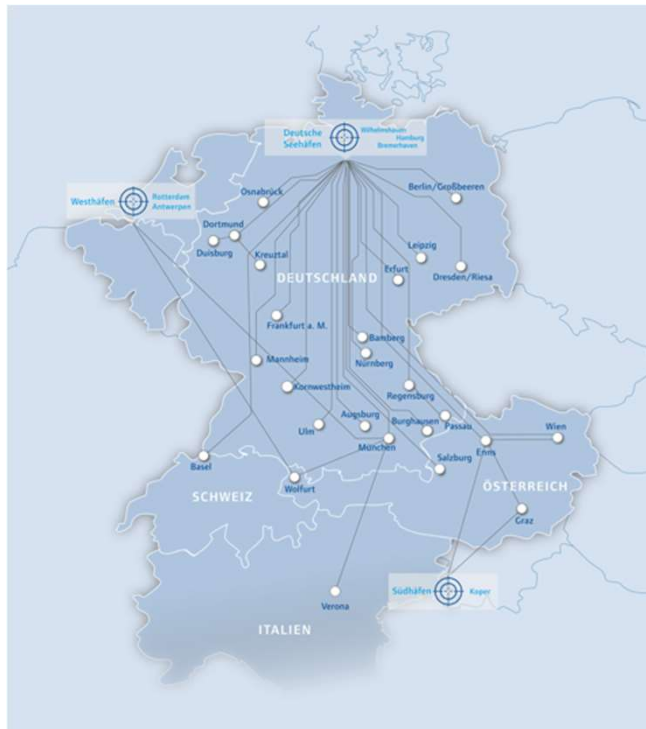 Deutsche
Seehäfen
Wilhelmshaven
Hamburg
Bremerhaven
Westhäfen
Rotterdam
Antwerpen
Osnabrück
Berlin/Großbeeren
Dortmund
Duisburg
Kreuztal
Leipzig
DEUTSCHLAND
Erfurt
Dresden/Riesa
Frankfurt a. M.
Bamberg
Mannheim
Nürnberg
Kornwestheim
Regensburg
Augsburg
Burghausen
Passau
Ulm
Wien
München
Enns
Basel
Salzburg
Wolfurt
SCHWEIZ
ÖSTERREICH
Graz
Südhäfen
Koper
Verona
ITALIEN